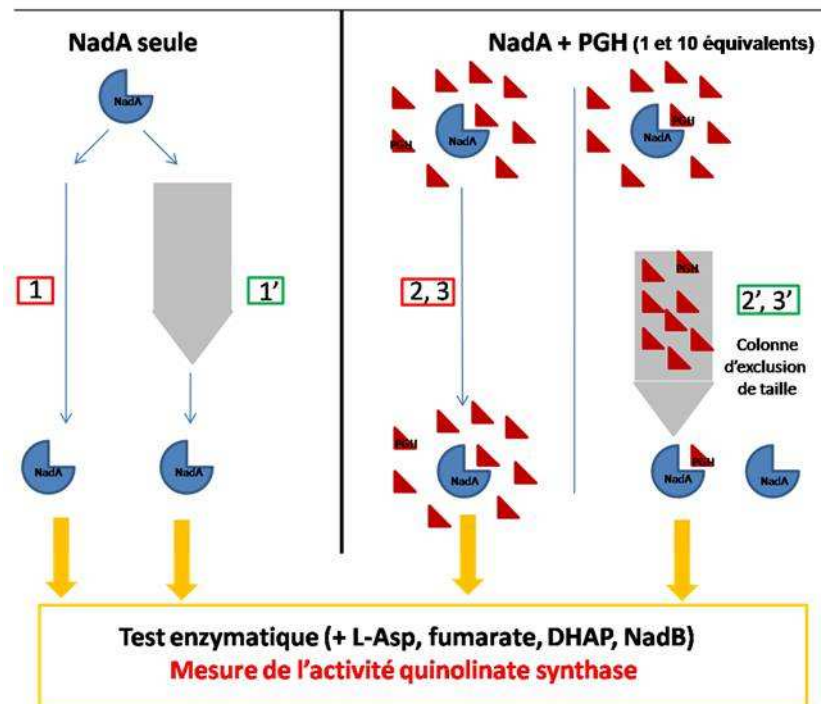 NadA seule
NadA + PGH (1 et 10 équivalents)
NadA
NadA
PGH
PGH
NadA
1
1'
2, 3
PGH
2', 3'
Colonne
d'exclusion
de taille
NadA
NadA
PGH
NadA
PGH
NadA
NadA
Test enzymatique (+ L-Asp, fumarate, DHAP, NadB)
Mesure de l'activité quinolinate synthase